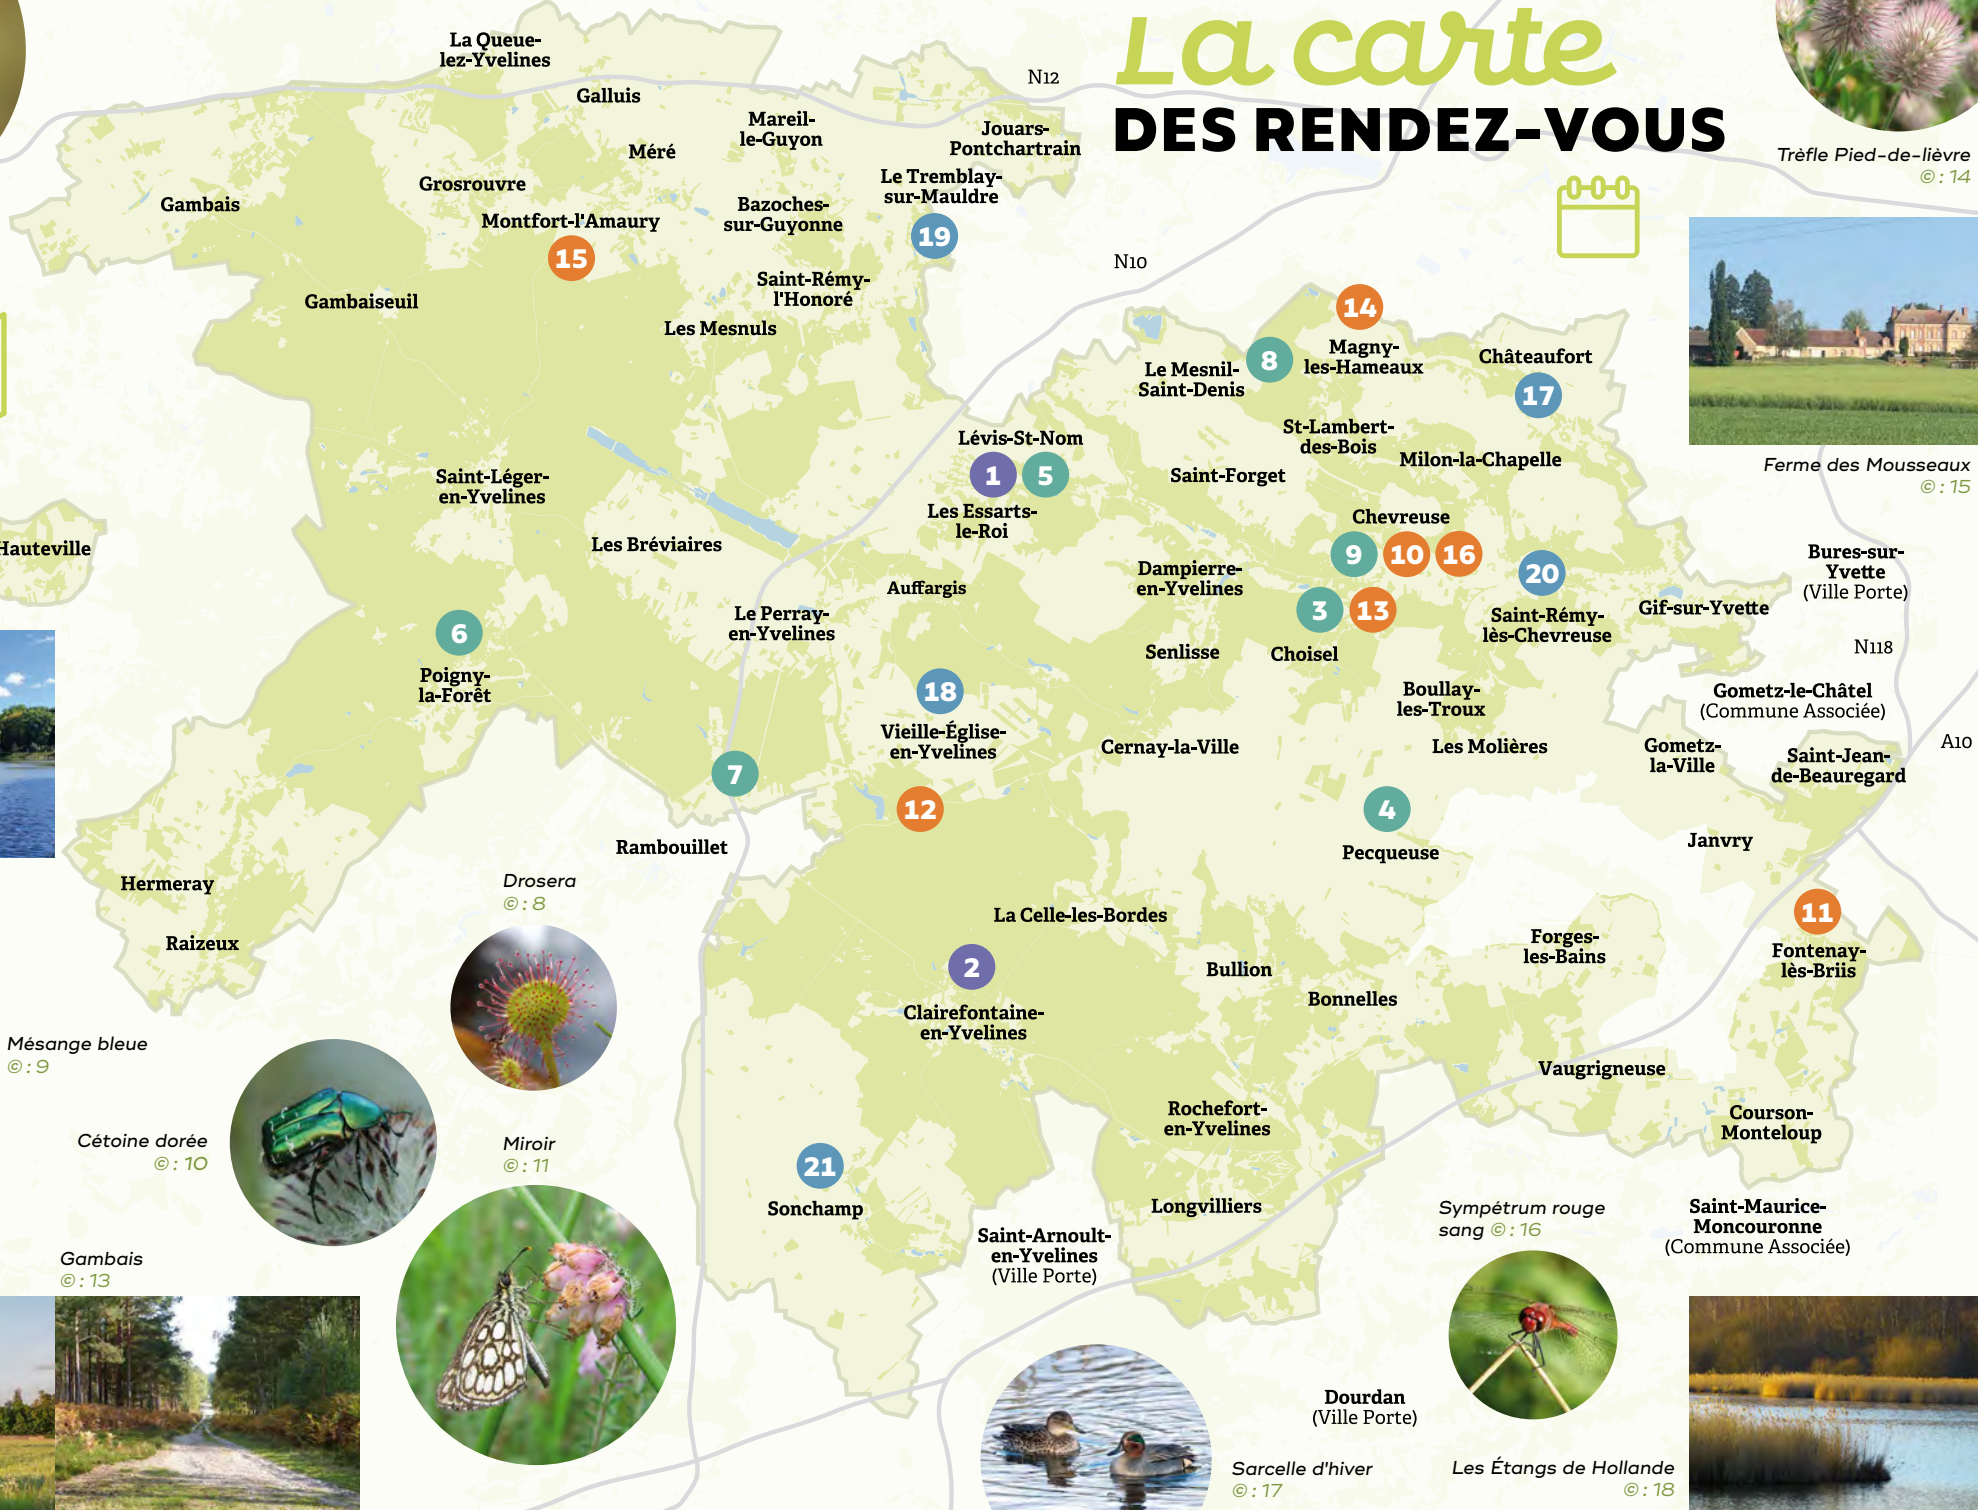 La carte
DES RENDEZ-VOUS
La Queue-
lez-Yvelines
Galluis
N12
Mareil-
le-Guyon
Jouars-
Pontchartrain
Méré
Trèfle Pied-de-lièvre
© : 14
Le Tremblay-
sur-Mauldre
19
Grosrouvre
Gambais
Montfort-l'Amaury
15
Bazoches-
sur-Guyonne
N10
Saint-Rémy-
l'Honoré
Gambaiseuil
Les Mesnuls
14
Magny-
les-Hameaux
8
Le Mesnil-
Saint-Denis
Châteaufort
17
St-Lambert-
des-Bois
Lévis-St-Nom
1
5
Milon-la-Chapelle
Saint-Forget
Ferme des Mousseaux
© : 15
Saint-Léger-
en-Yvelines
Les Essarts-
le-Roi
Chevreuse
9
10
16
Hauteville
Les Bréviaires
Bures-sur-
Yvette
(Ville Porte)
Dampierre-
en-Yvelines
20
Auffargis
3
13
Saint-Rémy-
lès-Chevreuse
Gif-sur-Yvette
Le Perray-
en-Yvelines
6
Poigny-
la-Forêt
Senlisse
Choisel
N118
18
Vieille-Église-
en-Yvelines
Boullay-
les-Troux
Gometz-le-Châtel
(Commune Associée)
Cernay-la-Ville
Les Molières
Gometz-
la-Ville
Saint-Jean-
de-Beauregard
A10
7
12
4
Pecqueuse
Rambouillet
Janvry
Hermeray
Drosera
© : 8
La Celle-les-Bordes
11
Fontenay-
lès-Briis
Raizeux
Forges-
les-Bains
2
Clairefontaine-
en-Yvelines
Bullion
Bonnelles
Mésange bleue
© : 9
Vaugrigneuse
Rochefort-
en-Yvelines
Courson-
Monteloup
Cétoine dorée
© : 10
Miroir
© : 11
21
Sonchamp
Longvilliers
Sympétrum rouge
sang © : 16
Saint-Maurice-
Moncouronne
(Commune Associée)
Saint-Arnoult-
en-Yvelines
(Ville Porte)
Gambais
© : 13
Dourdan
(Ville Porte)
Sarcelle d'hiver
© : 17
Les Étangs de Hollande
© : 18